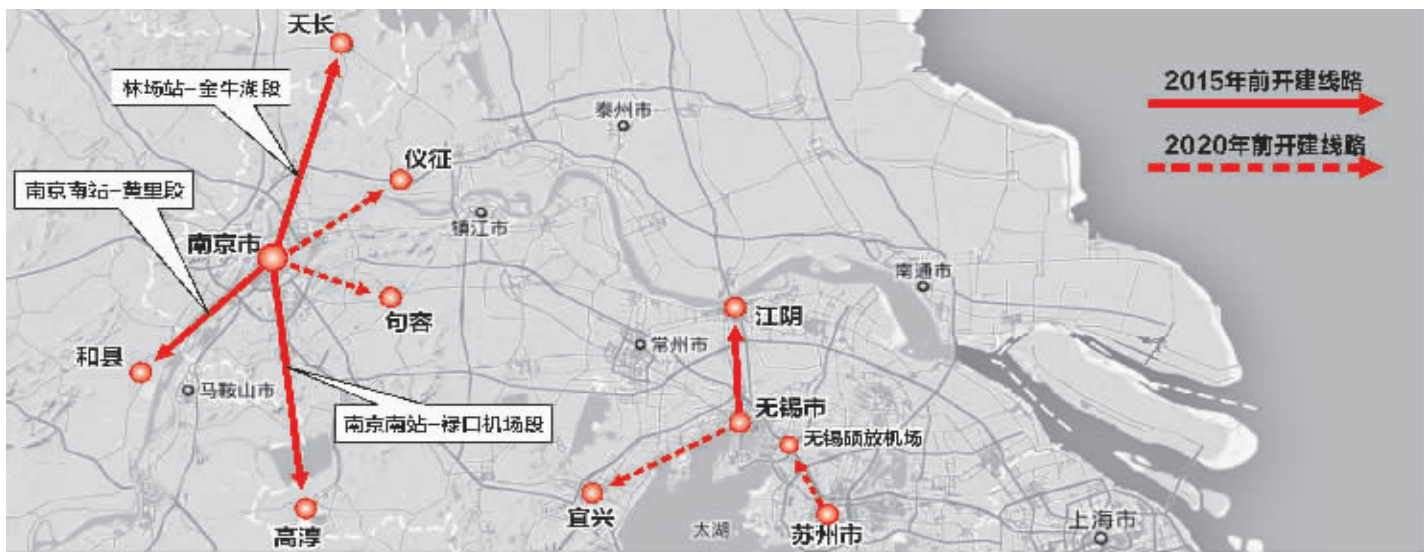 天长
林场站-金牛湖段
2015年前开建线路
泰州市
2020年前开建线路
仪征
南京南站-黄里段
镇江市
南京市
南通市
句容
江阴
常州市
和县
马鞍山市
无锡市
南京南站-禄口机场段
无锡硕放机场
宜兴
高淳
太湖
苏州市
上海市